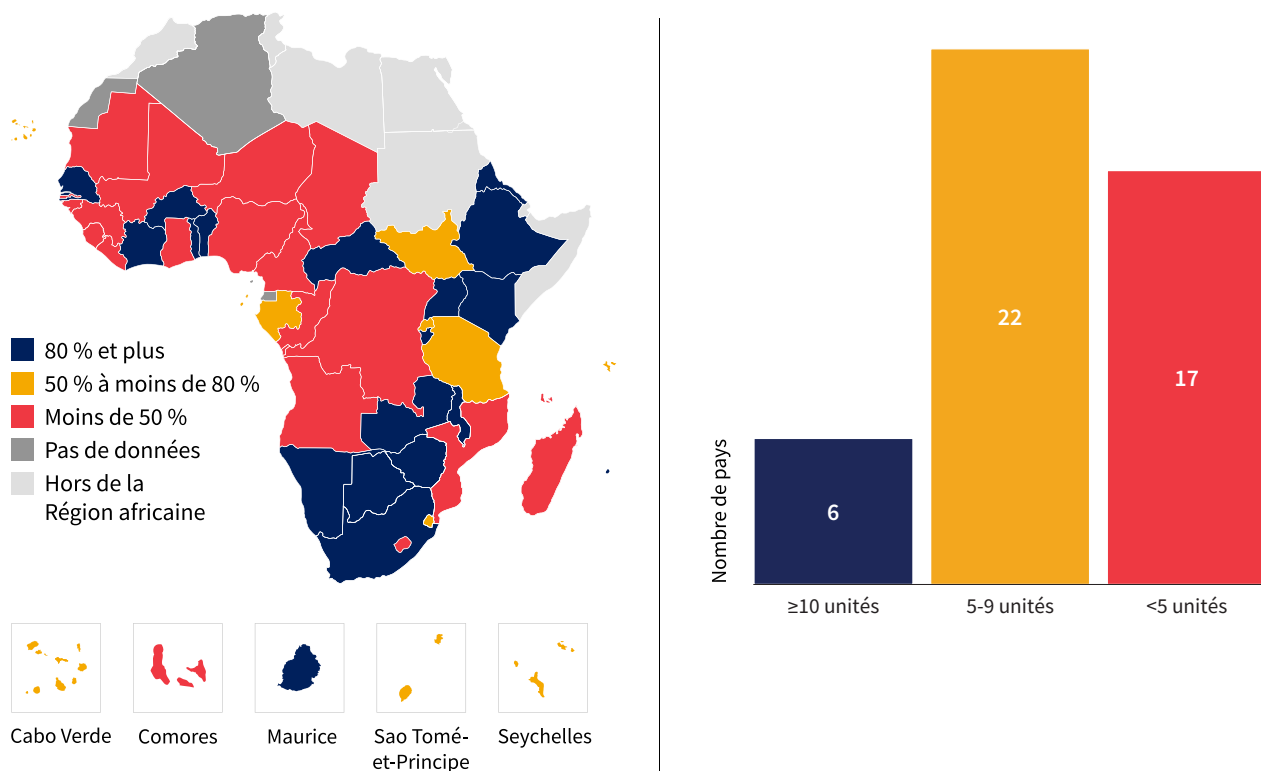 80 % et plus
50 % à moins de 80 %
Moins de 50 %
Pas de données
Hors de la
Région africaine
Cabo Verde
Comores
Maurice
Sao Tomé-
et-Principe
Seychelles
Nombre de pays
6
22
17
≥10 unités
5-9 unités
<5 unités